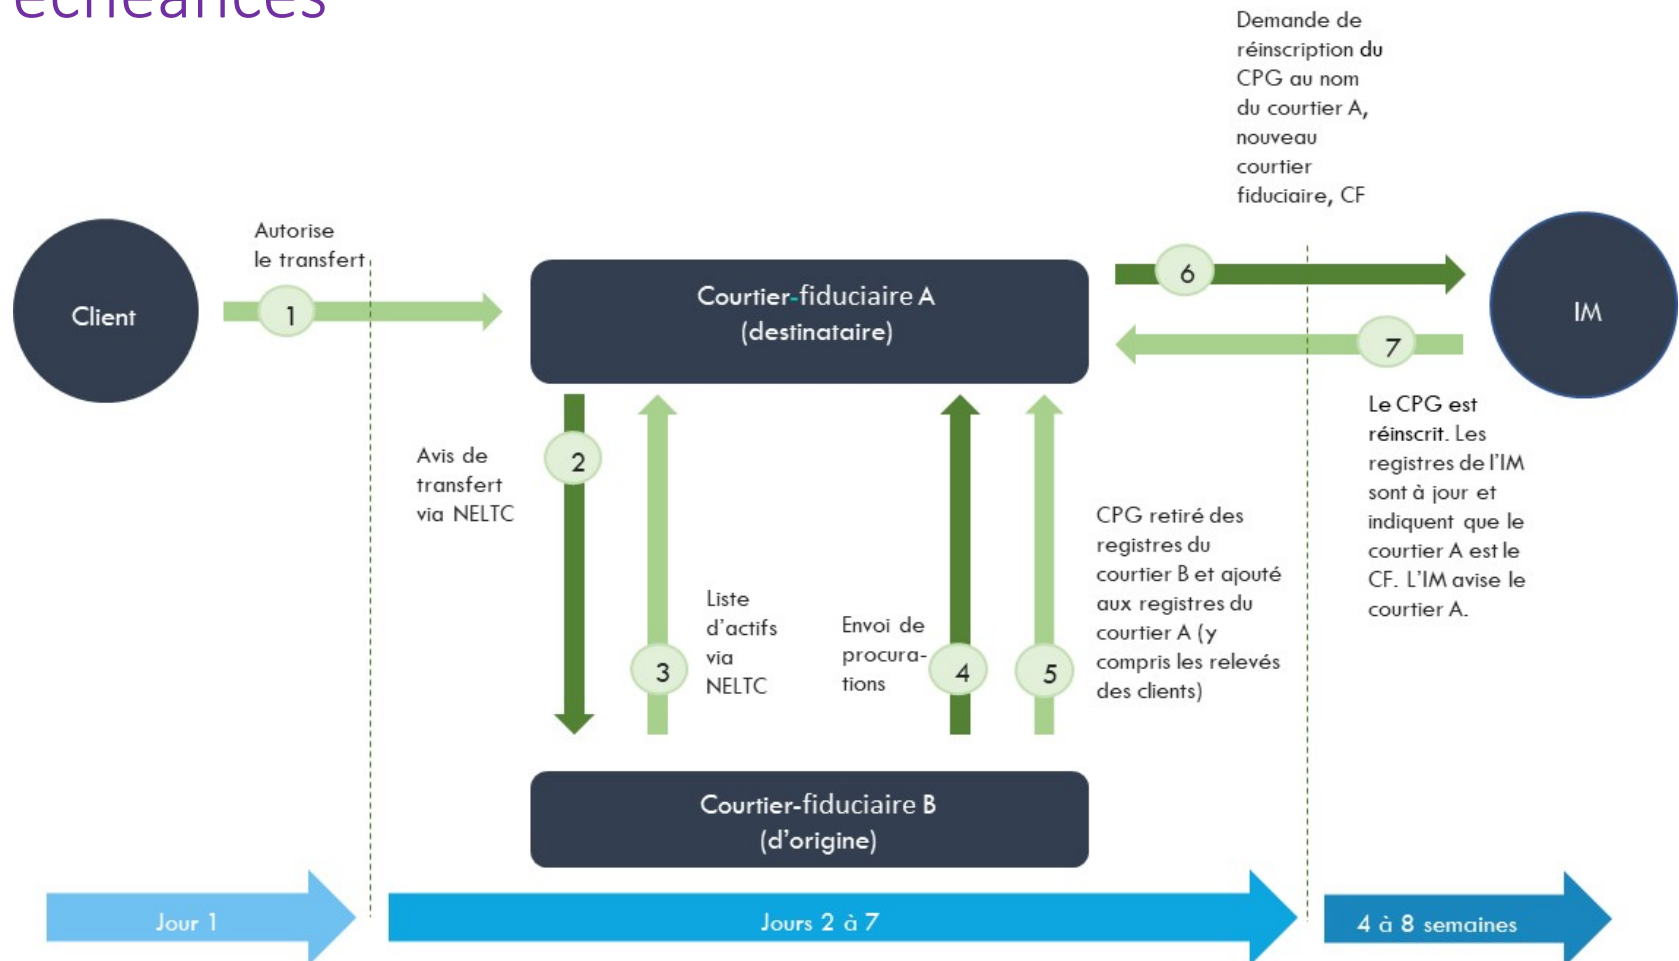 échéances
Demande de
réinscription du
CPG au nom
du courtier A,
nouveau
courtier
fiduciaire, CF
Autorise
le transfert
Client
1
Courtier-fiduciaire A
(destinataire)
6
IM
7
Le CPG est
réinscrit. Les
registres de l'IM
sont à jour et
indiquent que le
courtier A est le
CF. L'IM avise le
courtier A.
Avis de
transfert
via NELTC
2
Liste
d'actifs
via
NELTC
3
Envoi de
procura-
tions
4
5
CPG retiré des
registres du
courtier B et ajouté
aux registres du
courtier A (y
compris les relevés
des clients)
Courtier-fiduciaire B
(d'origine)
Jour 1
Jours 2 à 7
4 à 8 semaines